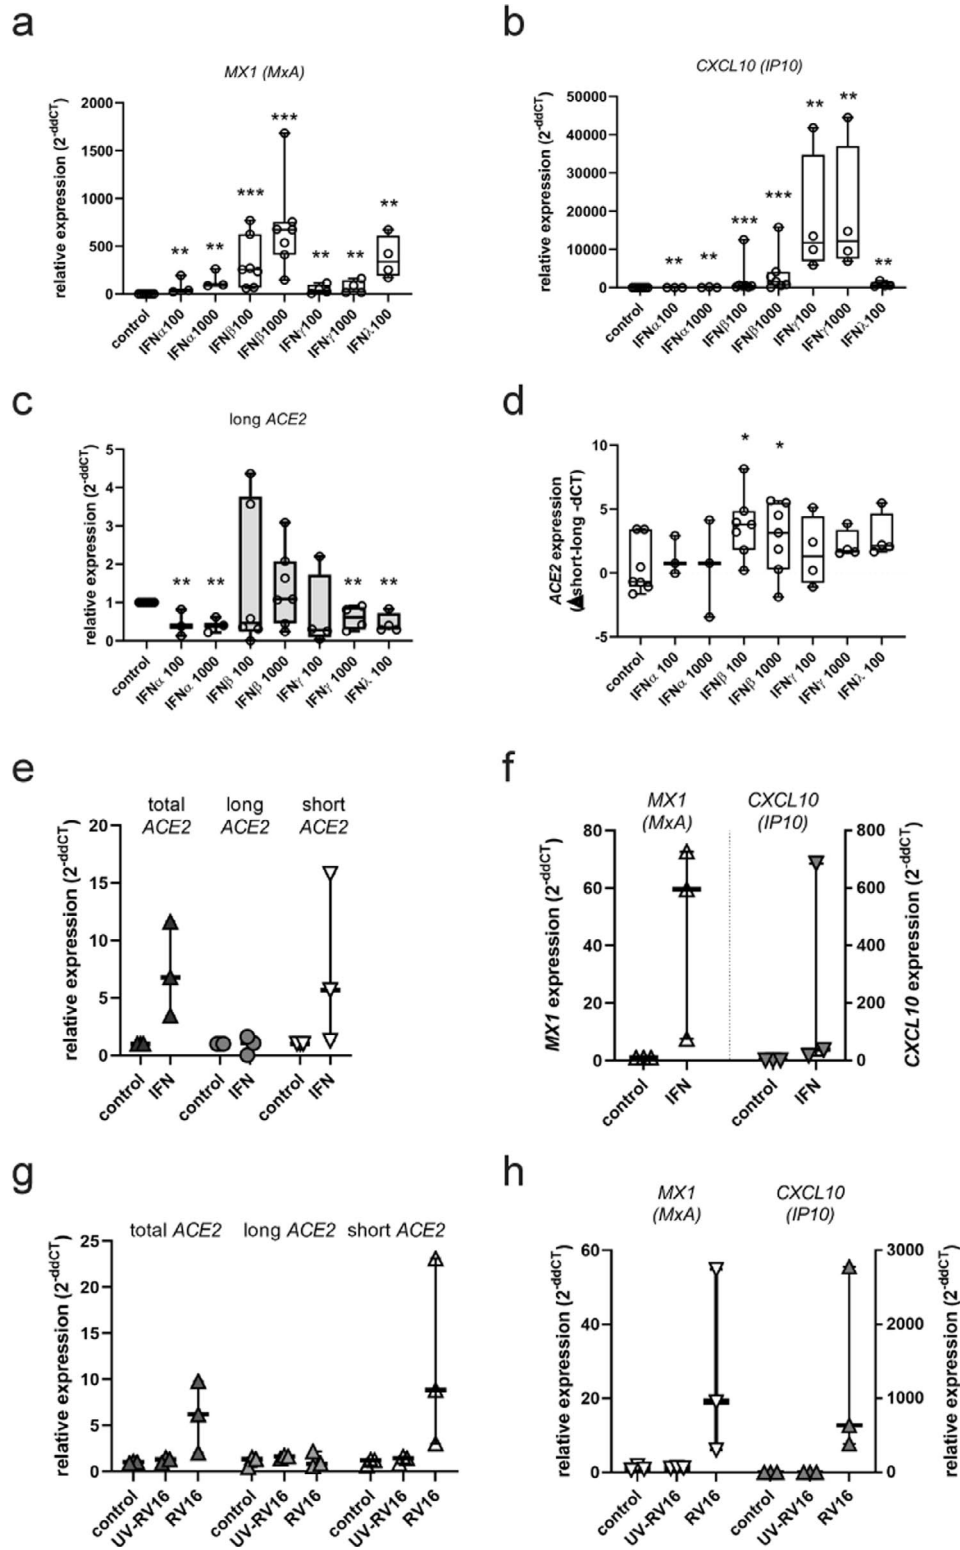 a
MX1 (MxA)
relative expression (2^-ddCT)
2000
1500
1000
500
0
** ** *** *** ** ** **
control
IFNα100
IFNα1000
IFNβ100
IFNβ1000
IFNγ100
IFNγ1000
IFNλ100
b
CXCL10 (IP10)
relative expression (2^-ddCT)
50000
40000
30000
20000
10000
0
** ** *** *** ** ** **
control
IFNα100
IFNα1000
IFNβ100
IFNβ1000
IFNγ100
IFNγ1000
IFNλ100
c
long ACE2
relative expression (2^-ddCT)
5
4
3
2
1
0
** ** ** **
control
IFNα 100
IFNα 1000
IFNβ 100
IFNβ 1000
IFNγ 100
IFNγ 1000
IFNλ 100
d
ACE2 expression
(▲short-long -dCT)
10
5
0
-5
* *
control
IFNα 100
IFNα 1000
IFNβ 100
IFNβ 1000
IFNγ 100
IFNγ 1000
IFNλ 100
e
total ACE2
long ACE2
short ACE2
relative expression (2^-ddCT)
20
15
10
5
0
control
IFN
control
IFN
control
IFN
f
MX1
(MxA)
CXCL10
(IP10)
MX1 expression (2^-ddCT)
80
60
40
20
0
CXCL10 expression (2^-ddCT)
800
600
400
200
0
control
IFN
control
IFN
g
total ACE2 long ACE2 short ACE2
relative expression (2^-ddCT)
25
20
15
10
5
0
control
UV-RV16
RV16
control
UV-RV16
RV16
control
UV-RV16
RV16
h
MX1
(MxA)
CXCL10
(IP10)
relative expression (2^-ddCT)
60
40
20
0
relative expression (2^-ddCT)
3000
2000
1000
0
control
UV-RV16
RV16
control
UV-RV16
RV16